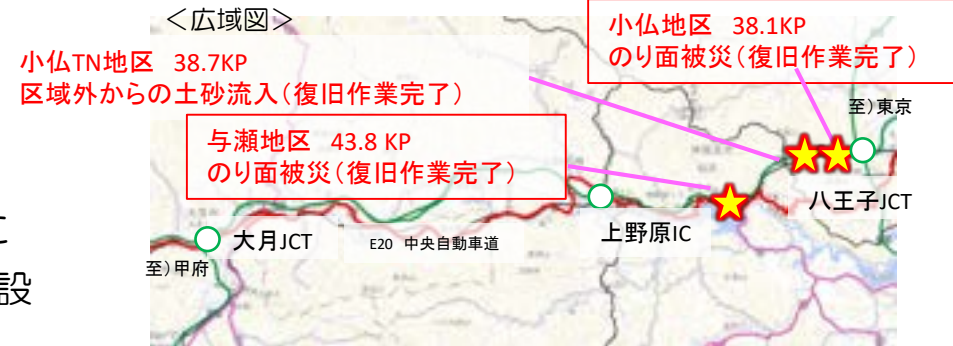 ＜広域図＞
小仏TN地区 38.7KP
区域外からの土砂流入(復旧作業完了)
小仏地区 38.1KP
のり面被災(復旧作業完了)
与瀬地区 43.8 KP
のり面被災(復旧作業完了)
至)東京
八王子JCT
上野原IC
E20 中央自動車道
大月JCT
至)甲府
と
設